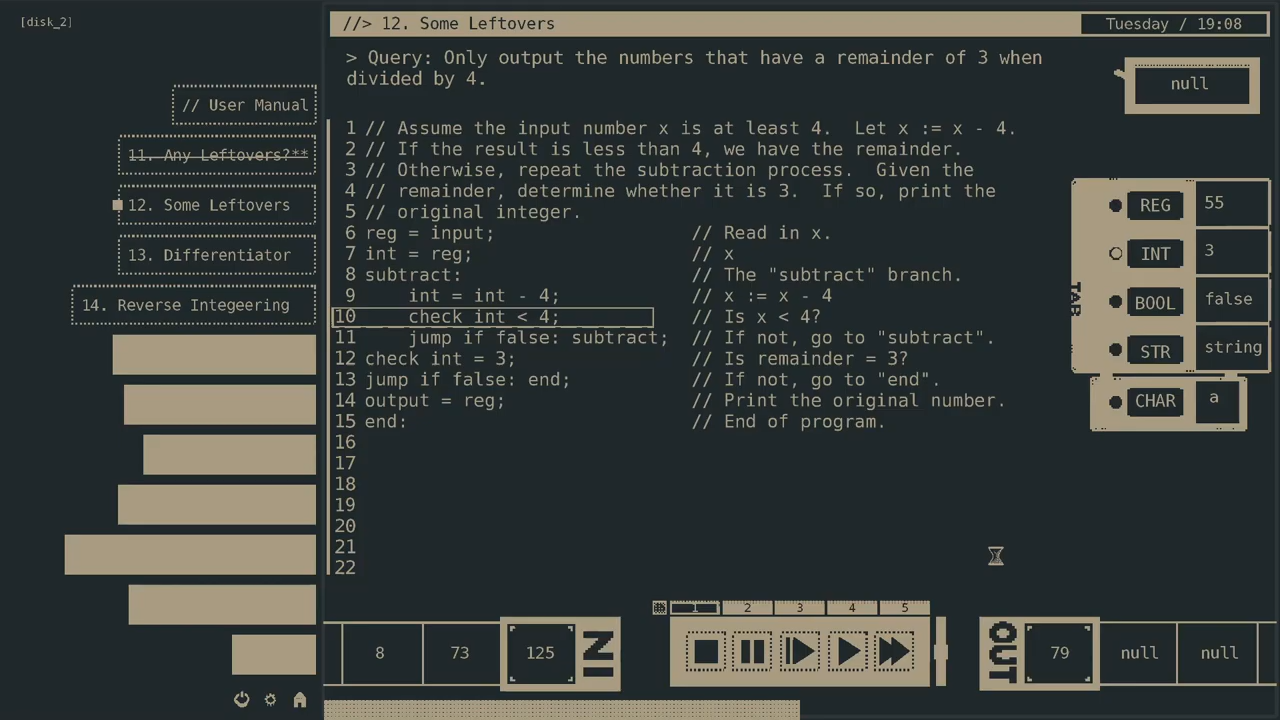 [disk_2]
//> 12. Some Leftovers
Tuesday / 19:08
> Query: Only output the numbers that have a remainder of 3 when
divided by 4.
null
// User Manual
11. Any Leftovers?**
12. Some Leftovers
13. Differentiator
14. Reverse Integeering
1 // Assume the input number x is at least 4.  Let x := x - 4.
2 // If the result is less than 4, we have the remainder.
3 // Otherwise, repeat the subtraction process.  Given the
4 // remainder, determine whether it is 3.  If so, print the
5 // original integer.
6 reg = input; // Read in x.
7 int = reg; // x
8 subtract: // The "subtract" branch.
9 int = int - 4; // x := x - 4
10 check int < 4; // Is x < 4?
11 jump if false: subtract; // If not, go to "subtract".
12 check int = 3; // Is remainder = 3?
13 jump if false: end; // If not, go to "end".
14 output = reg; // Print the original number.
15 end: // End of program.
16
17
18
19
20
21
22
TAB
REG 55
INT 3
BOOL false
STR string
CHAR a
1 2 3 4 5
8 73 125 IN
OUT 79 null null